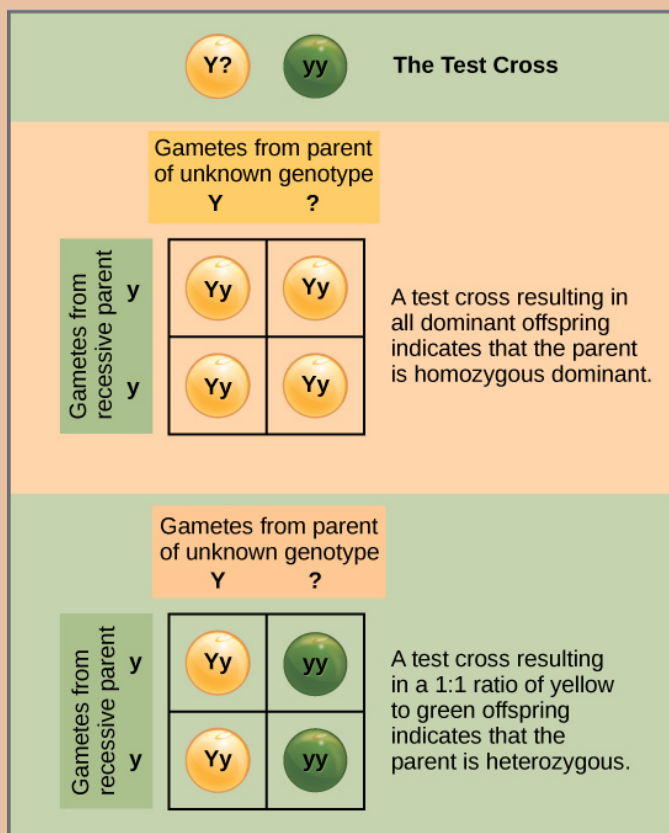 Y? yy The Test Cross
Gametes from parent
of unknown genotype
Y ?
Gametes from
recessive parent
y
y
Yy Yy
Yy Yy
A test cross resulting in
all dominant offspring
indicates that the parent
is homozygous dominant.
Gametes from parent
of unknown genotype
Y ?
Gametes from
recessive parent
y
y
Yy yy
Yy yy
A test cross resulting
in a 1:1 ratio of yellow
to green offspring
indicates that the
parent is heterozygous.